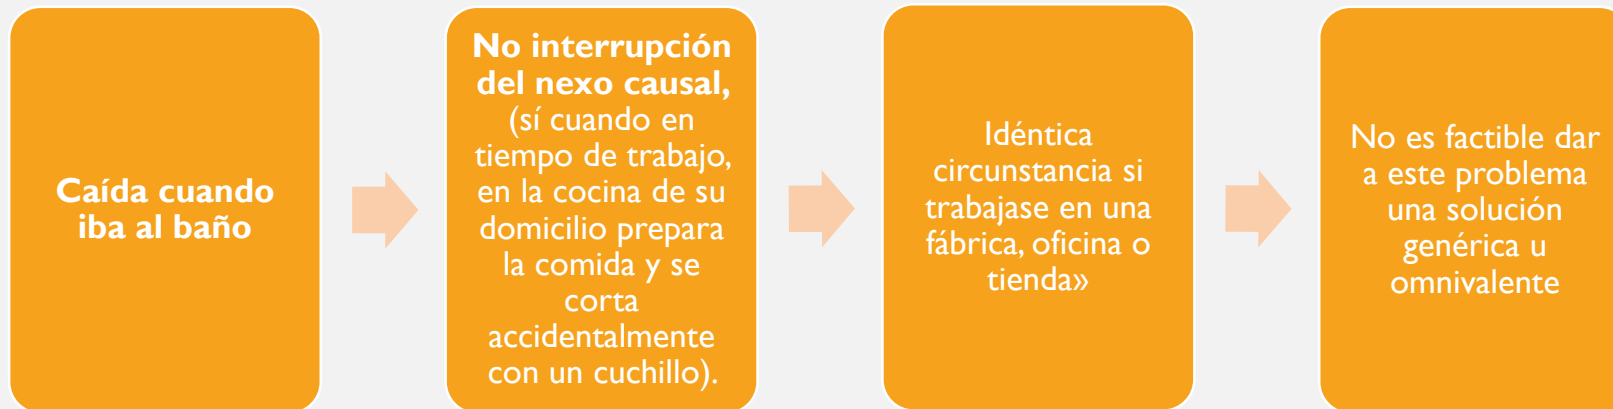 Caída cuando
iba al baño
No interrupción
del nexo causal,
(sí cuando en
tiempo de trabajo,
en la cocina de su
domicilio prepara
la comida y se
corta
accidentalmente
con un cuchillo).
Idéntica
circunstancia si
trabajase en una
fábrica, oficina o
tienda»
No es factible dar
a este problema
una solución
genérica u
omnivalente